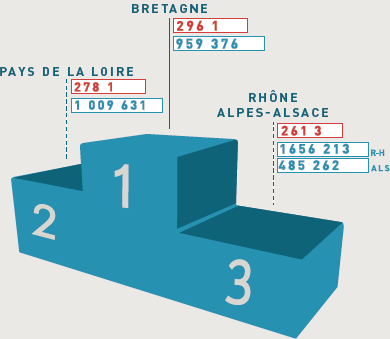 BRETAGNE
296 1
959 376
PAYS DE LA LOIRE
278 1
1 009 631
RHÔNE
ALPES-ALSACE
261 3
1656 213 R-H
485 262 ALS
1
2
3